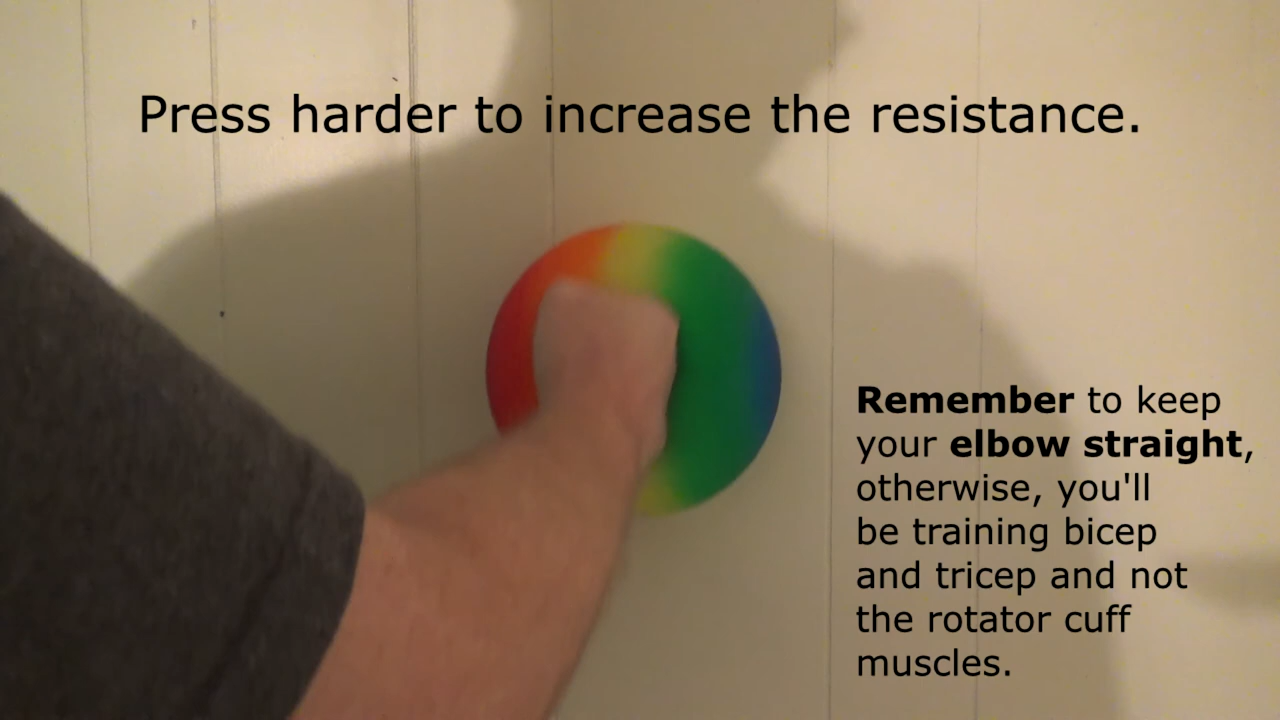 Press harder to increase the resistance.
Remember to keep
your elbow straight,
otherwise, you'll
be training bicep
and tricep and not
the rotator cuff
muscles.